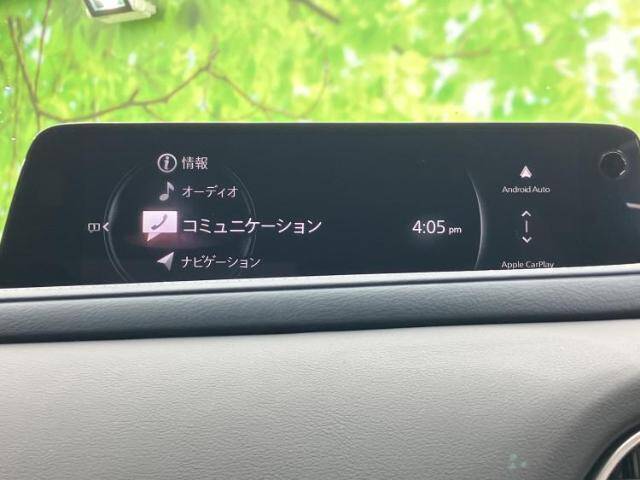 情報
オーディオ
コミュニケーション
ナビゲーション
4:05 pm
Android Auto
Apple CarPlay